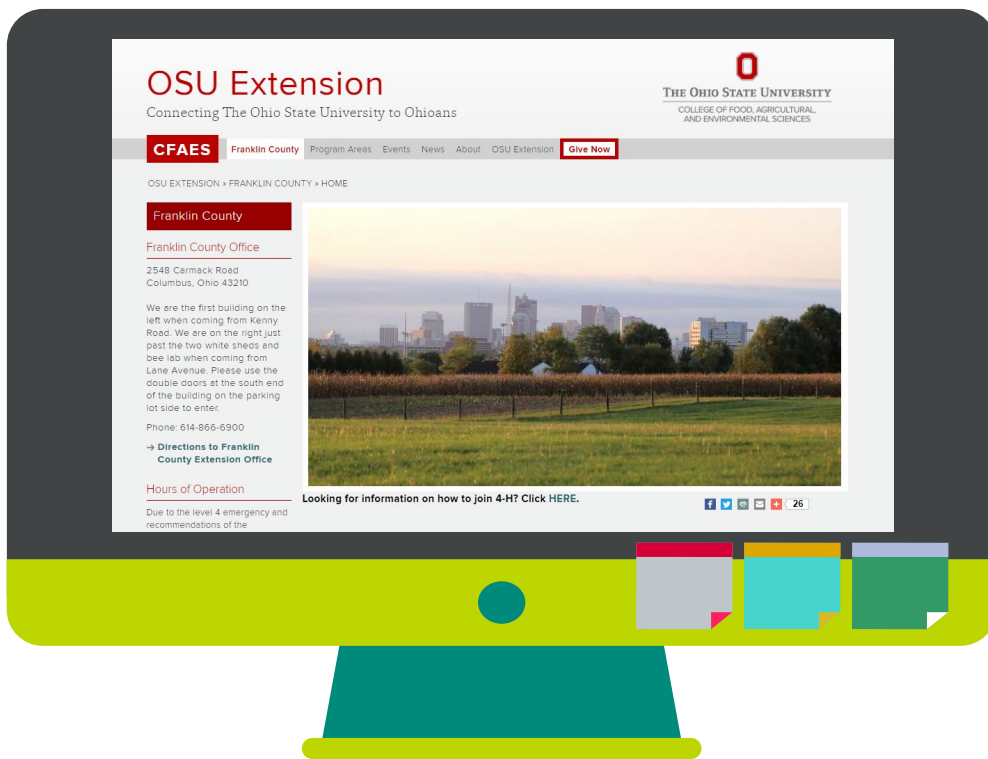 OSU Extension
Connecting The Ohio State University to Ohioans
O
THE OHIO STATE UNIVERSITY
COLLEGE OF FOOD, AGRICULTURAL,
AND ENVIRONMENTAL SCIENCES
CFAES Franklin County Program Areas Events News About OSU Extension Give Now
OSU EXTENSION » FRANKLIN COUNTY » HOME
Franklin County
Franklin County Office
2548 Carmack Road
Columbus, Ohio 43210
We are the first building on the
left when coming from Kenny
Road. We are on the right just
past the two white sheds and
bee lab when coming from
Lane Avenue. Please use the
double doors at the south end
of the building on the parking
lot side to enter.
Phone: 614-866-6900
→ Directions to Franklin
County Extension Office
Hours of Operation
Due to the level 4 emergency and
recommendations of the
Looking for information on how to join 4-H? Click HERE.
26